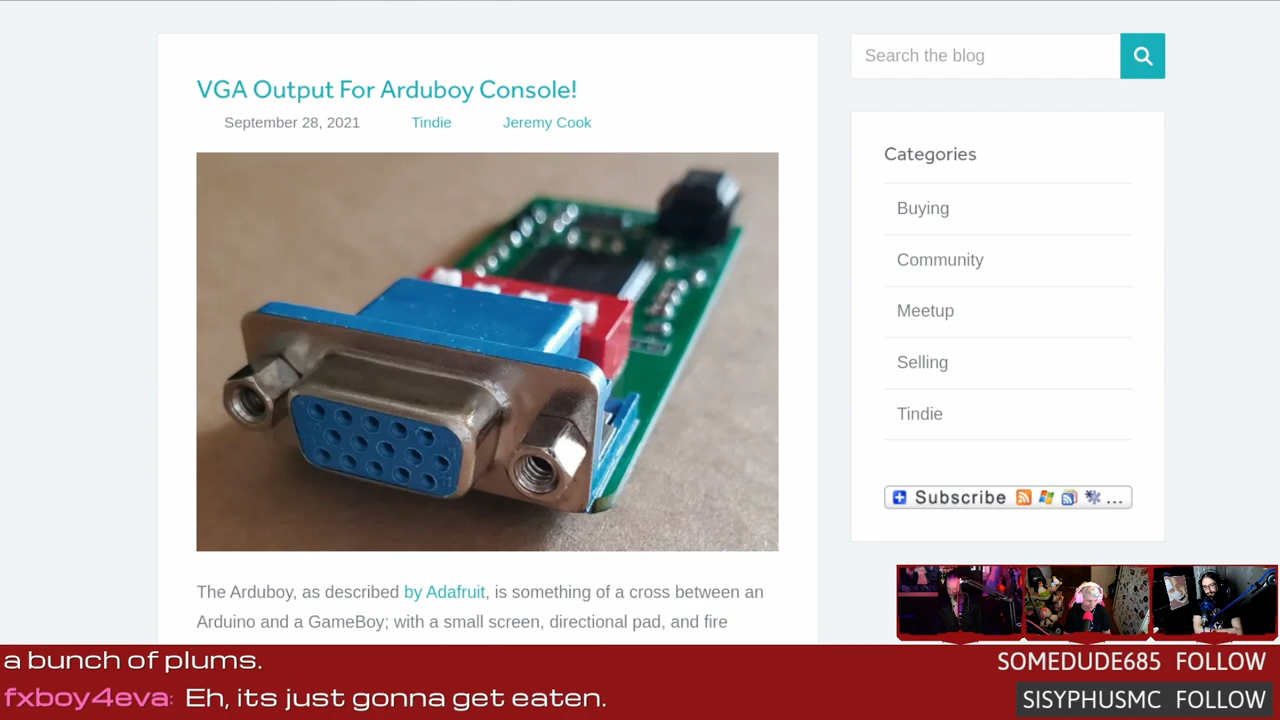 VGA Output For Arduboy Console!
September 28, 2021 Tindie Jeremy Cook
The Arduboy, as described by Adafruit, is something of a cross between an
Arduino and a GameBoy; with a small screen, directional pad, and fire
Search the blog
Categories
Buying
Community
Meetup
Selling
Tindie
Subscribe ...
a bunch of plums.
fxboy4eva: Eh, its just gonna get eaten.
SOMEDUDE685 FOLLOW
SISYPHUSMC FOLLOW